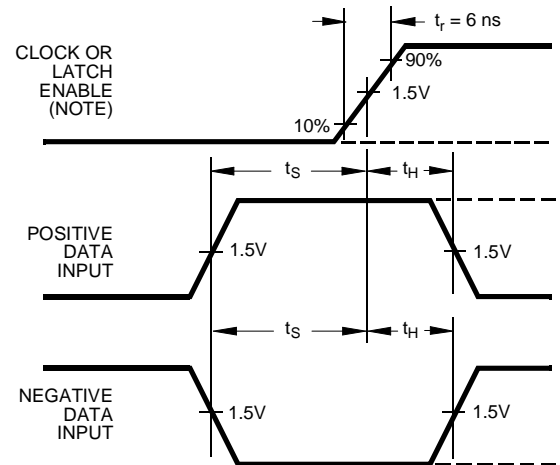 t_r = 6 ns
CLOCK OR
LATCH
ENABLE
(NOTE)
90%
1.5V
10%
t_S
t_H
POSITIVE
DATA
INPUT
1.5V
1.5V
t_S
t_H
NEGATIVE
DATA
INPUT
1.5V
1.5V